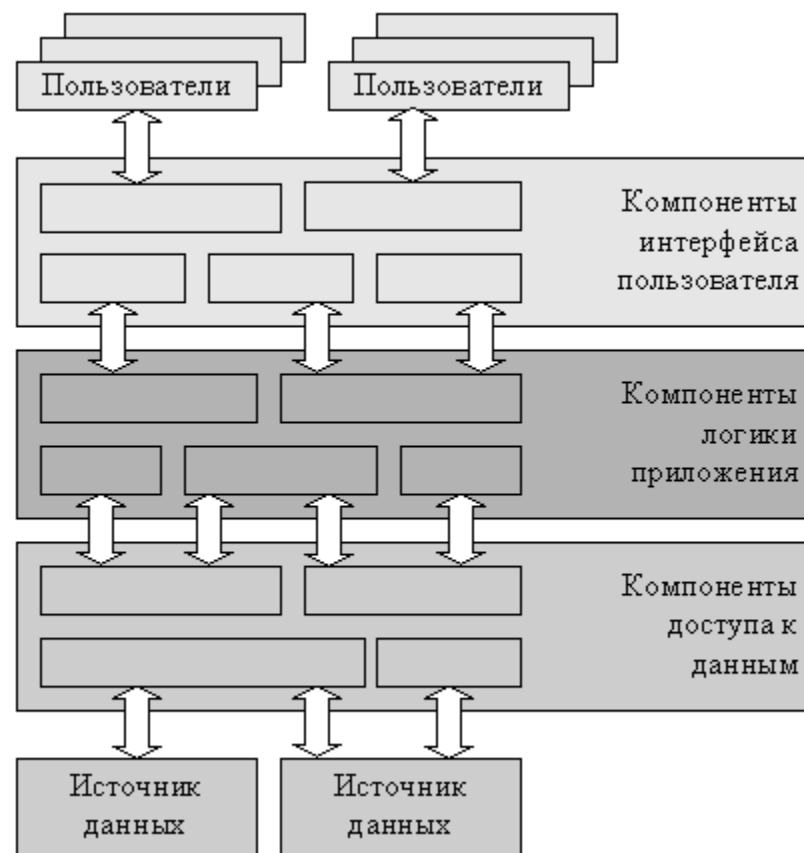 Пользователи
Пользователи
Компоненты
интерфейса
пользователя
Компоненты
логики
приложения
Компоненты
доступа к
данным
Источник
данных
Источник
данных